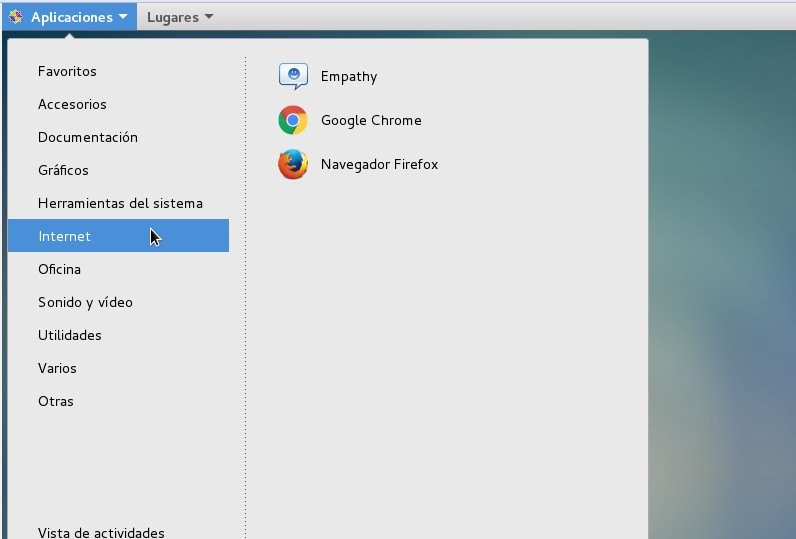 Aplicaciones Lugares
Favoritos
Accesorios
Documentación
Gráficos
Herramientas del sistema
Internet
Oficina
Sonido y vídeo
Utilidades
Varios
Otras
Vista de actividades
Empathy
Google Chrome
Navegador Firefox